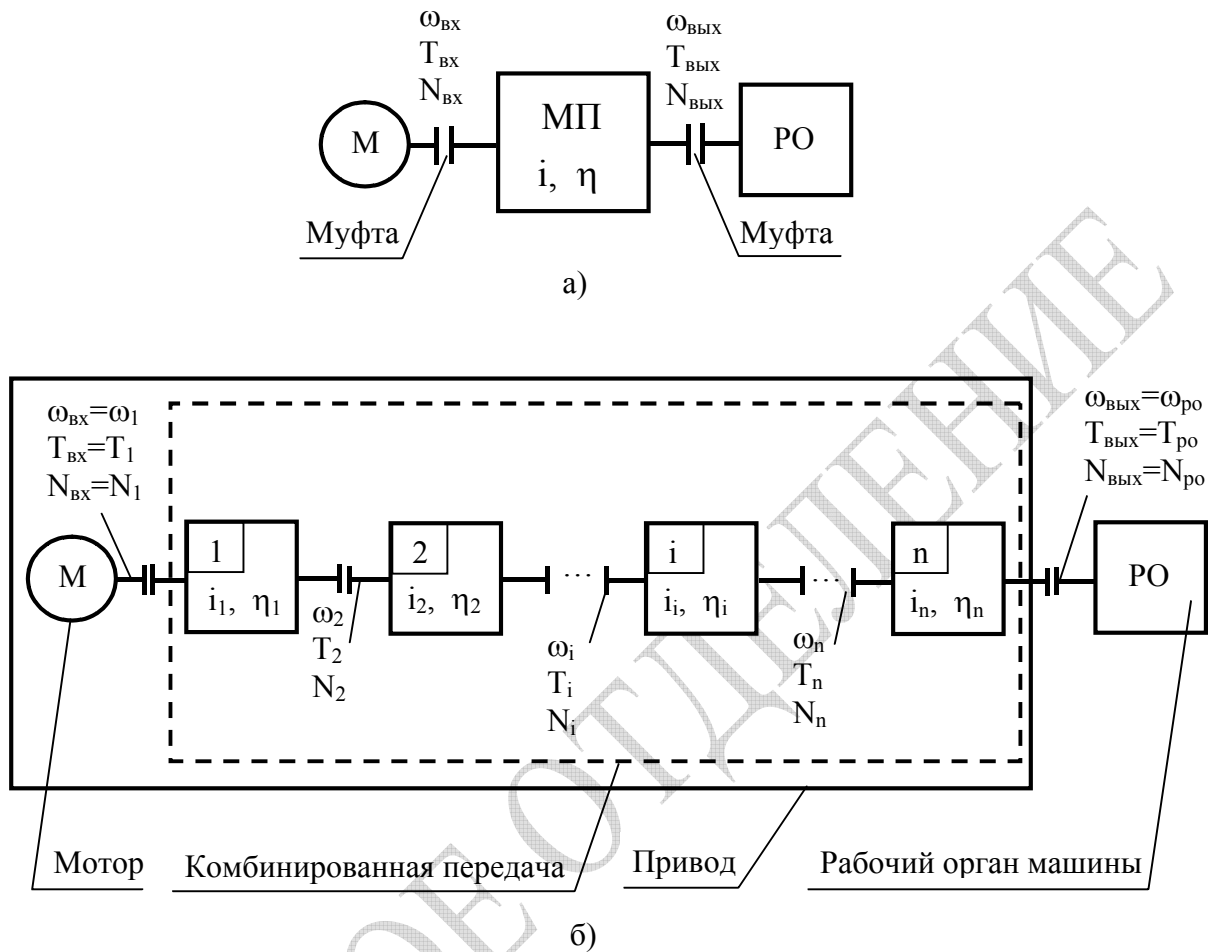 ωвх
Tвх
Nвх
ωвых
Tвых
Nвых
М
МП
i, η
РО
Муфта
Муфта
а)
ωвх=ω1
Tвх=T1
Nвх=N1
ωвых=ωро
Tвых=Tро
Nвых=Nро
М
1
i1, η1
2
i2, η2
...
i
ii, ηi
...
n
in, ηn
РО
ω2
T2
N2
ωi
Ti
Ni
ωn
Tn
Nn
Мотор
Комбинированная передача
Привод
Рабочий орган машины
б)
ОЕ ОТДЕЛЕНИЕ